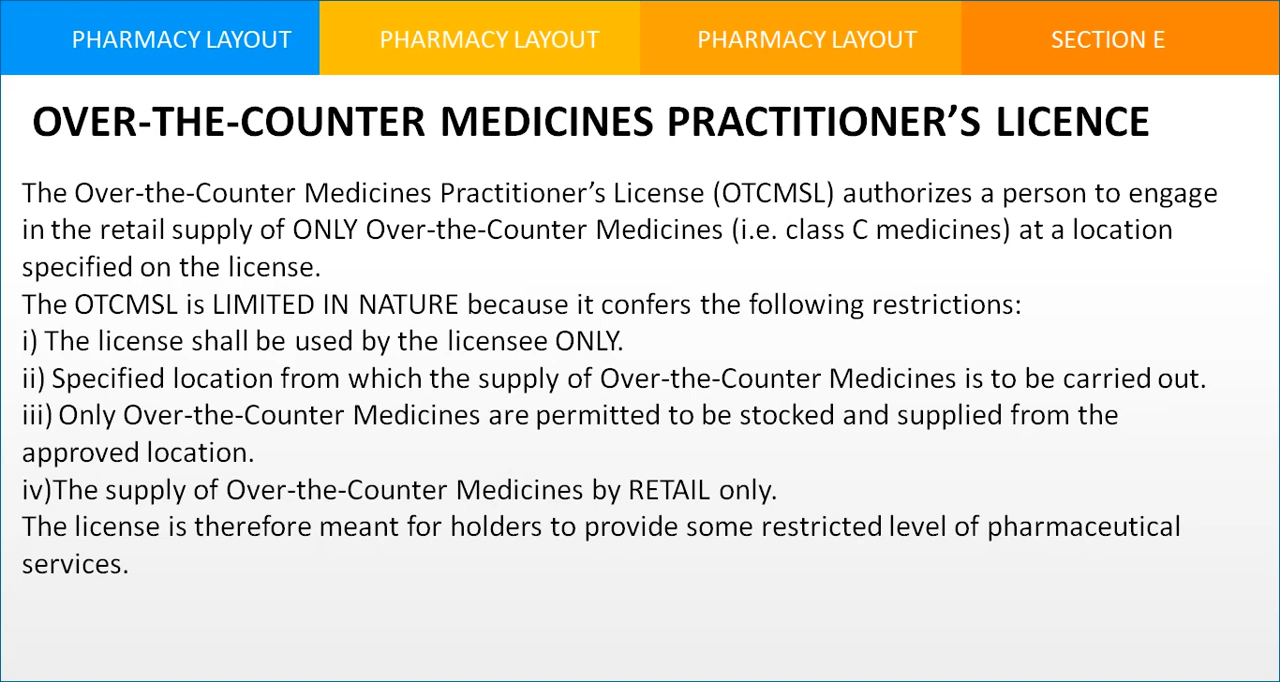 PHARMACY LAYOUT PHARMACY LAYOUT PHARMACY LAYOUT SECTION E
OVER-THE-COUNTER MEDICINES PRACTITIONER’S LICENCE
The Over-the-Counter Medicines Practitioner’s License (OTCMSL) authorizes a person to engage
in the retail supply of ONLY Over-the-Counter Medicines (i.e. class C medicines) at a location
specified on the license.
The OTCMSL is LIMITED IN NATURE because it confers the following restrictions:
i) The license shall be used by the licensee ONLY.
ii) Specified location from which the supply of Over-the-Counter Medicines is to be carried out.
iii) Only Over-the-Counter Medicines are permitted to be stocked and supplied from the
approved location.
iv)The supply of Over-the-Counter Medicines by RETAIL only.
The license is therefore meant for holders to provide some restricted level of pharmaceutical
services.